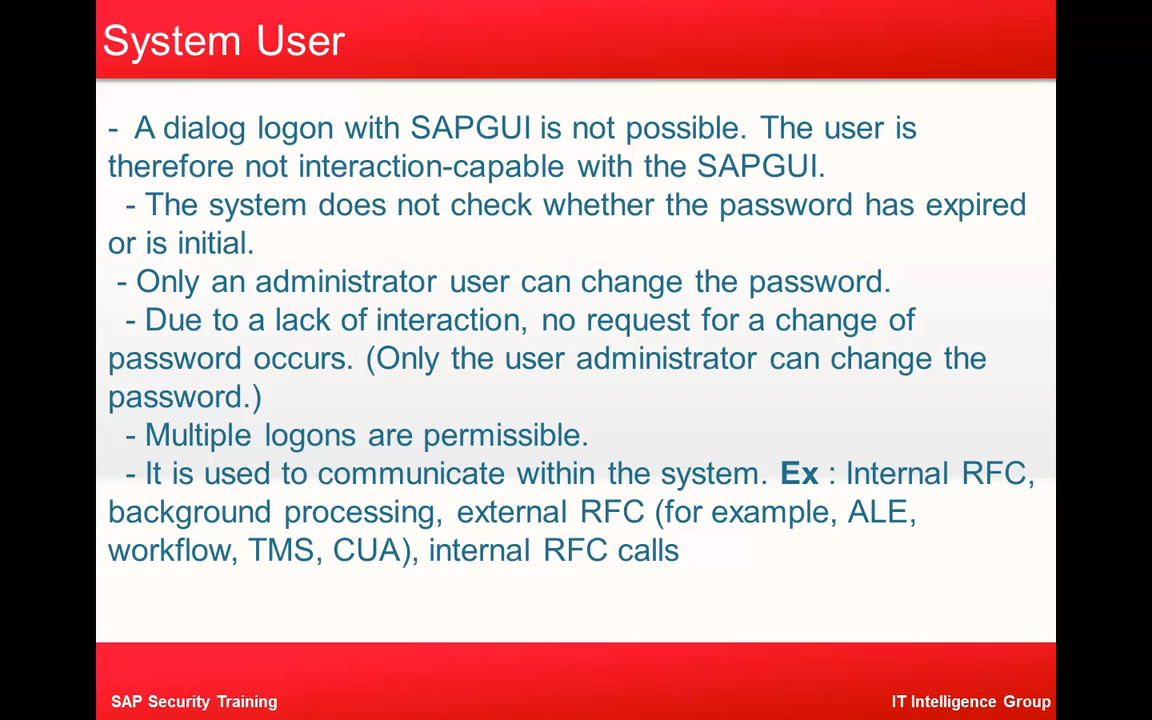 System User
- A dialog logon with SAPGUI is not possible. The user is
therefore not interaction-capable with the SAPGUI.
- The system does not check whether the password has expired
or is initial.
- Only an administrator user can change the password.
- Due to a lack of interaction, no request for a change of
password occurs. (Only the user administrator can change the
password.)
- Multiple logons are permissible.
- It is used to communicate within the system. Ex : Internal RFC,
background processing, external RFC (for example, ALE,
workflow, TMS, CUA), internal RFC calls
SAP Security Training
IT Intelligence Group